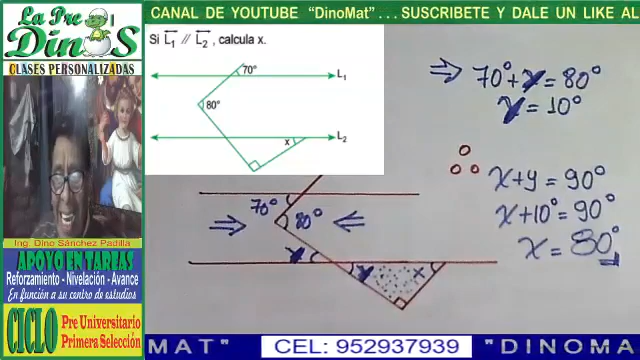 La Pre
DinoS
CLASES PERSONALIZADAS
CANAL DE YOUTUBE "DinoMat"... SUSCRIBETE Y DALE UN LIKE AL
Si L₁ // L₂, calcula x.
70°
L₁
80°
x
L₂
⇒ 70°+y=80°
y=10°
∴ x+y=90°
x+10°=90°
x=80°
70°
⇒ 80° ⇐
y
y
x
Ing. Dino Sánchez Padilla
APOYO EN TAREAS
Reforzamiento - Nivelación - Avance
En función a su centro de estudios
CICLO Pre Universitario
Primera Selección
MAT" CEL: 952937939 "DINOMA